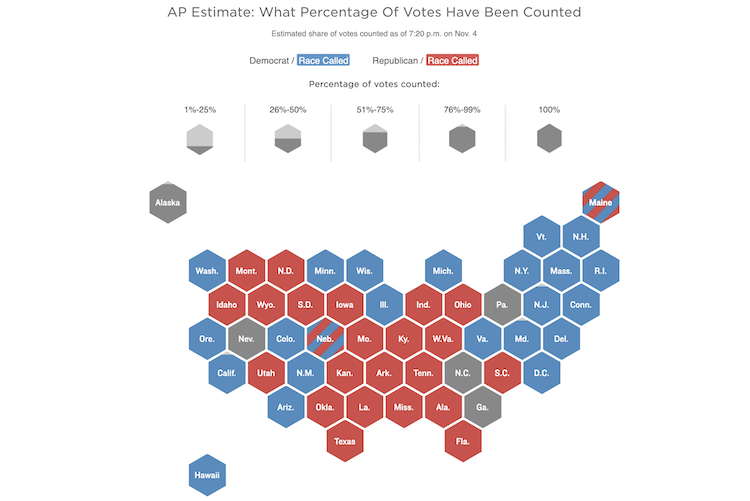 AP Estimate: What Percentage Of Votes Have Been Counted
Estimated share of votes counted as of 7:20 p.m. on Nov. 4
Democrat / Race Called Republican / Race Called
Percentage of votes counted:
1%-25% 26%-50% 51%-75% 76%-99% 100%
Alaska Maine
Vt. N.H.
Wash. Mont. N.D. Minn. Wis. Mich. N.Y. Mass. R.I.
Idaho Wyo. S.D. Iowa Ill. Ind. Ohio Pa. N.J. Conn.
Ore. Nev. Colo. Neb. Mo. Ky. W.Va. Va. Md. Del.
Calif. Utah N.M. Kan. Ark. Tenn. N.C. S.C. D.C.
Ariz. Okla. La. Miss. Ala. Ga.
Texas Fla.
Hawaii